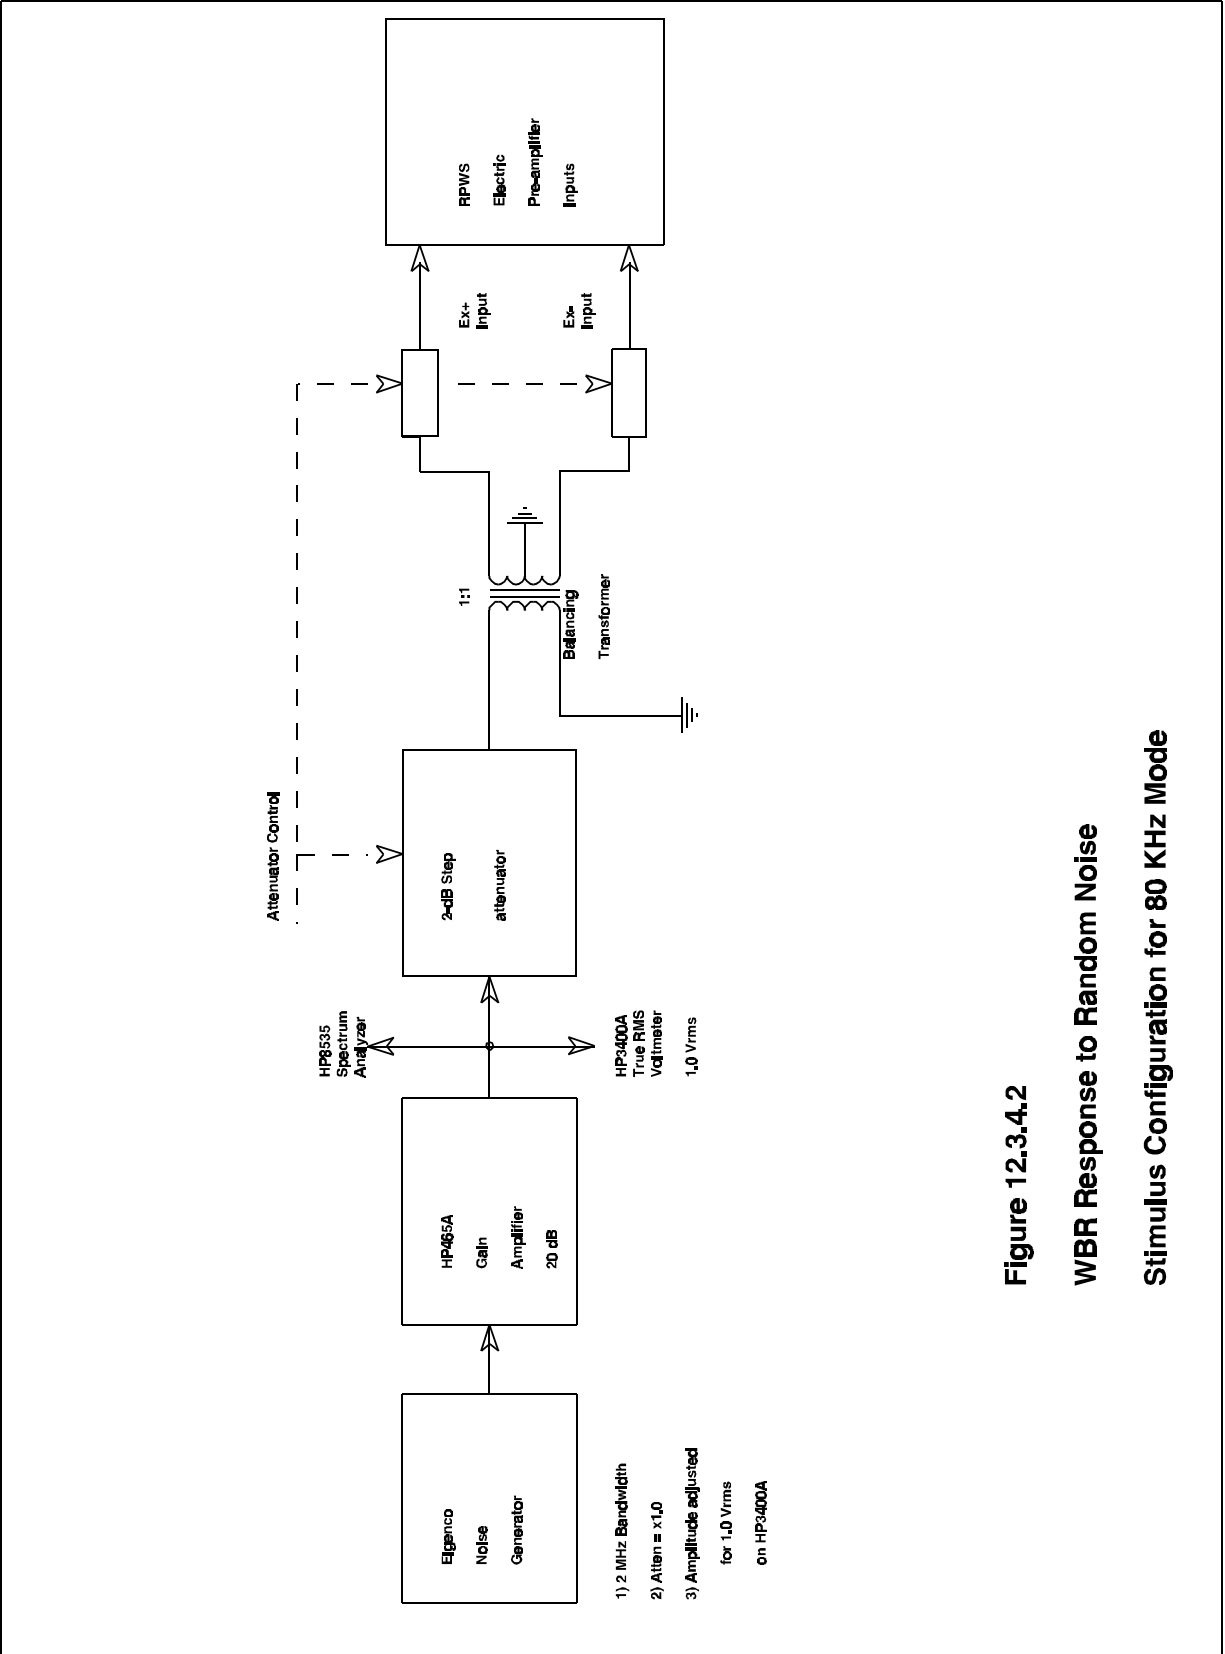 Elgenco
Noise
Generator
1) 2 MHz Bandwidth
2) Atten = x1.0
3) Amplitude adjusted
for 1.0 Vrms
on HP3400A
HP465A
Gain
Amplifier
20 dB
HP8535
Spectrum
Analyzer
HP3400A
True RMS
Voltmeter
1.0 Vrms
Attenuator Control
2-dB Step
attenuator
1:1
Balancing
Transformer
Ex+
Input
Ex-
Input
RPWS
Electric
Pre-amplifier
Inputs
Figure 12.3.4.2
WBR Response to Random Noise
Stimulus Configuration for 80 KHz Mode